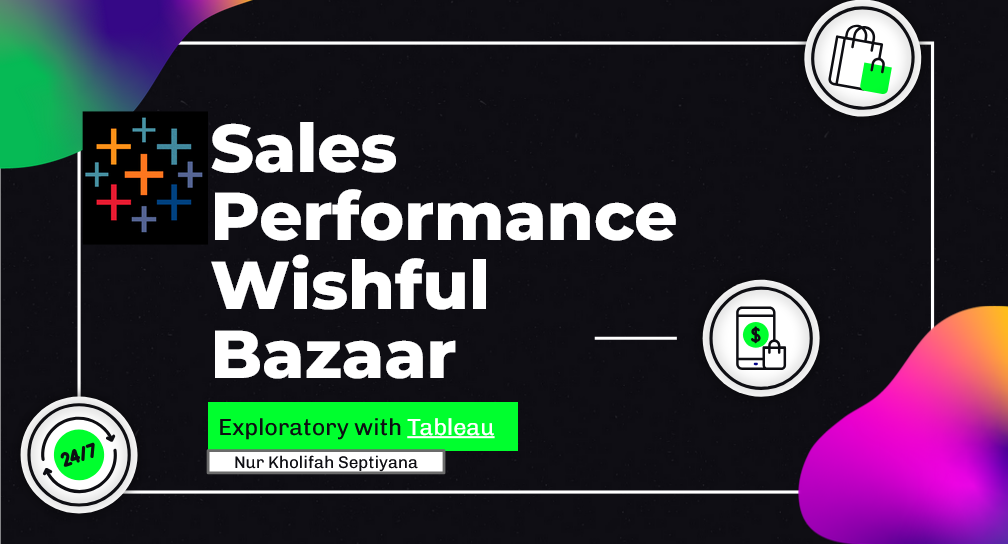 Sales
Performance
Wishful
Bazaar
$
Exploratory with Tableau
Nur Kholifah Septiyana
24/7